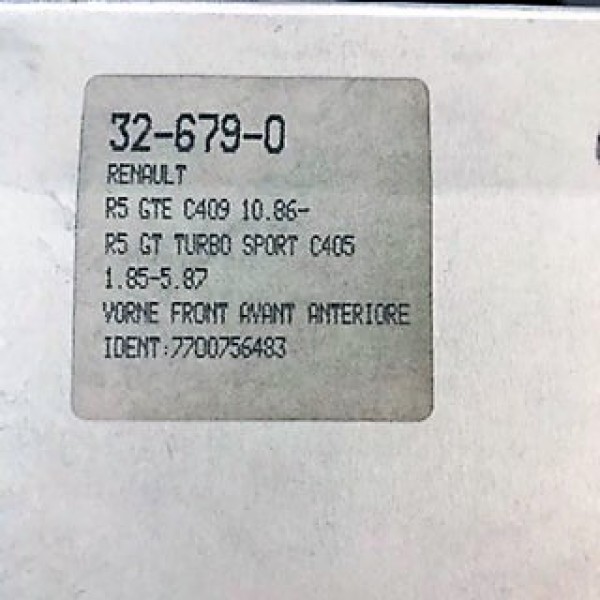 32-679-0
RENAULT
R5 GTE C409 10.86-
R5 GT TURBO SPORT C405
1.85-5.87
VORNE FRONT AVANT ANTERIORE
IDENT:7700756483